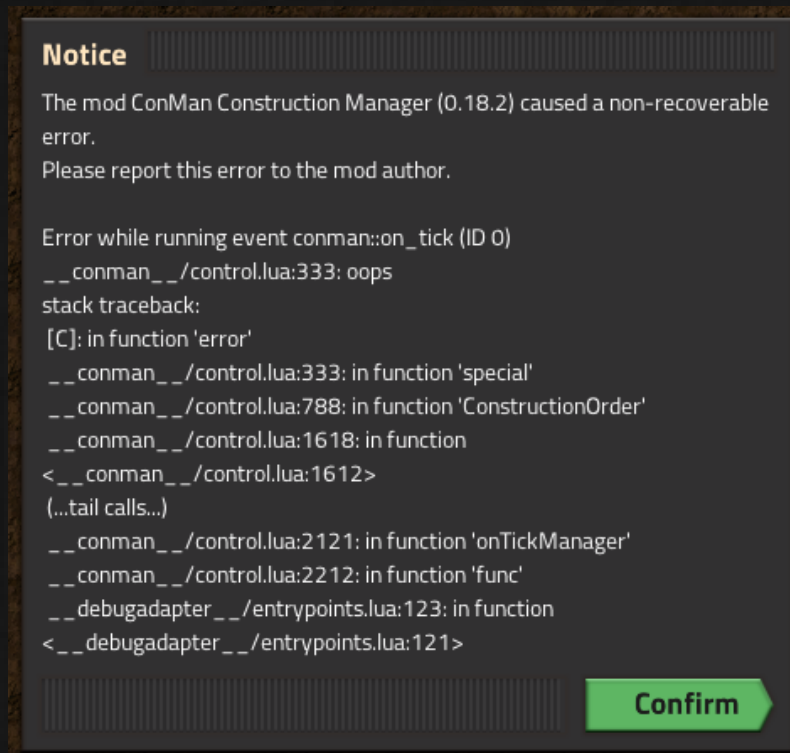 Notice
The mod ConMan Construction Manager (0.18.2) caused a non-recoverable
error.
Please report this error to the mod author.
Error while running event conman::on_tick (ID 0)
__conman__/control.lua:333: oops
stack traceback:
[C]: in function 'error'
__conman__/control.lua:333: in function 'special'
__conman__/control.lua:788: in function 'ConstructionOrder'
__conman__/control.lua:1618: in function
<__conman__/control.lua:1612>
(...tail calls...)
__conman__/control.lua:2121: in function 'onTickManager'
__conman__/control.lua:2212: in function 'func'
__debugadapter__/entrypoints.lua:123: in function
<__debugadapter__/entrypoints.lua:121>
Confirm